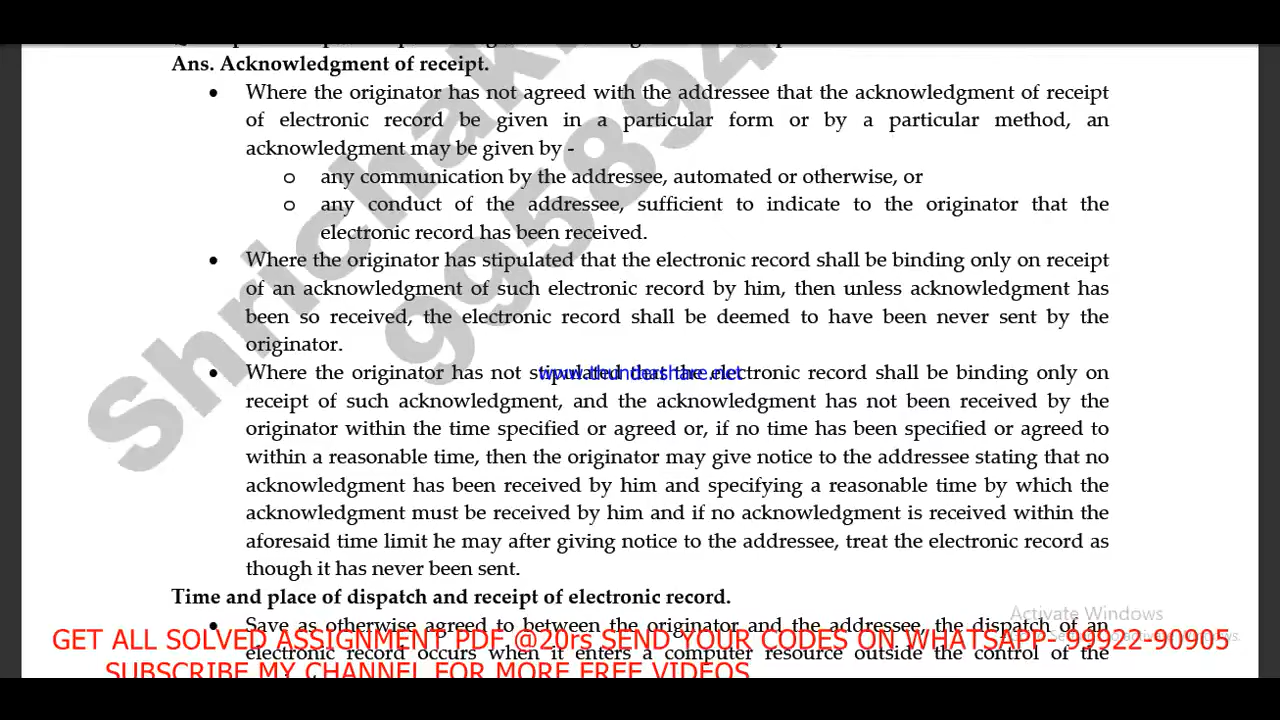 Ans. Acknowledgment of receipt.
• Where the originator has not agreed with the addressee that the acknowledgment of receipt
of electronic record be given in a particular form or by a particular method, an
acknowledgment may be given by -
o any communication by the addressee, automated or otherwise, or
o any conduct of the addressee, sufficient to indicate to the originator that the
electronic record has been received.
• Where the originator has stipulated that the electronic record shall be binding only on receipt
of an acknowledgment of such electronic record by him, then unless acknowledgment has
been so received, the electronic record shall be deemed to have been never sent by the
originator.
• Where the originator has not stipulated that the electronic record shall be binding only on
www.thundershare.net
receipt of such acknowledgment, and the acknowledgment has not been received by the
originator within the time specified or agreed or, if no time has been specified or agreed to
within a reasonable time, then the originator may give notice to the addressee stating that no
acknowledgment has been received by him and specifying a reasonable time by which the
acknowledgment must be received by him and if no acknowledgment is received within the
aforesaid time limit he may after giving notice to the addressee, treat the electronic record as
though it has never been sent.
Time and place of dispatch and receipt of electronic record.
Activate Windows
• Save as otherwise agreed to between the originator and the addressee, the dispatch of an
GET ALL SOLVED ASSIGNMENT PDF @20rs SEND YOUR CODES ON WHATSAPP- 99922-90905
electronic record occurs when it enters a computer resource outside the control of the
SUBSCRIBE MY CHANNEL FOR MORE FREE VIDEOS
Shrichak
995894